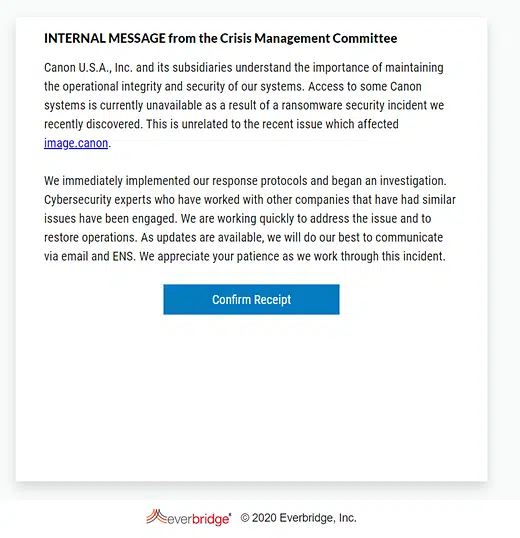 INTERNAL MESSAGE from the Crisis Management Committee
Canon U.S.A., Inc. and its subsidiaries understand the importance of maintaining
the operational integrity and security of our systems. Access to some Canon
systems is currently unavailable as a result of a ransomware security incident we
recently discovered. This is unrelated to the recent issue which affected
image.canon.
We immediately implemented our response protocols and began an investigation.
Cybersecurity experts who have worked with other companies that have had similar
issues have been engaged. We are working quickly to address the issue and to
restore operations. As updates are available, we will do our best to communicate
via email and ENS. We appreciate your patience as we work through this incident.
Confirm Receipt
everbridge © 2020 Everbridge, Inc.